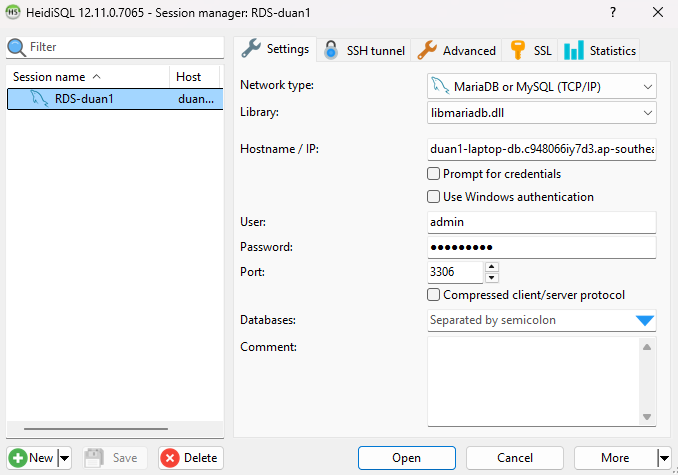 HeidiSQL 12.11.0.7065 - Session manager: RDS-duan1
Filter
Session name Host
RDS-duan1 duan...
Settings SSH tunnel Advanced SSL Statistics
Network type: MariaDB or MySQL (TCP/IP)
Library: libmariadb.dll
Hostname / IP: duan1-laptop-db.c948066iy7d3.ap-southea
Prompt for credentials
Use Windows authentication
User: admin
Password: ●●●●●●●●●
Port: 3306
Compressed client/server protocol
Databases: Separated by semicolon
Comment:
New Save Delete Open Cancel More